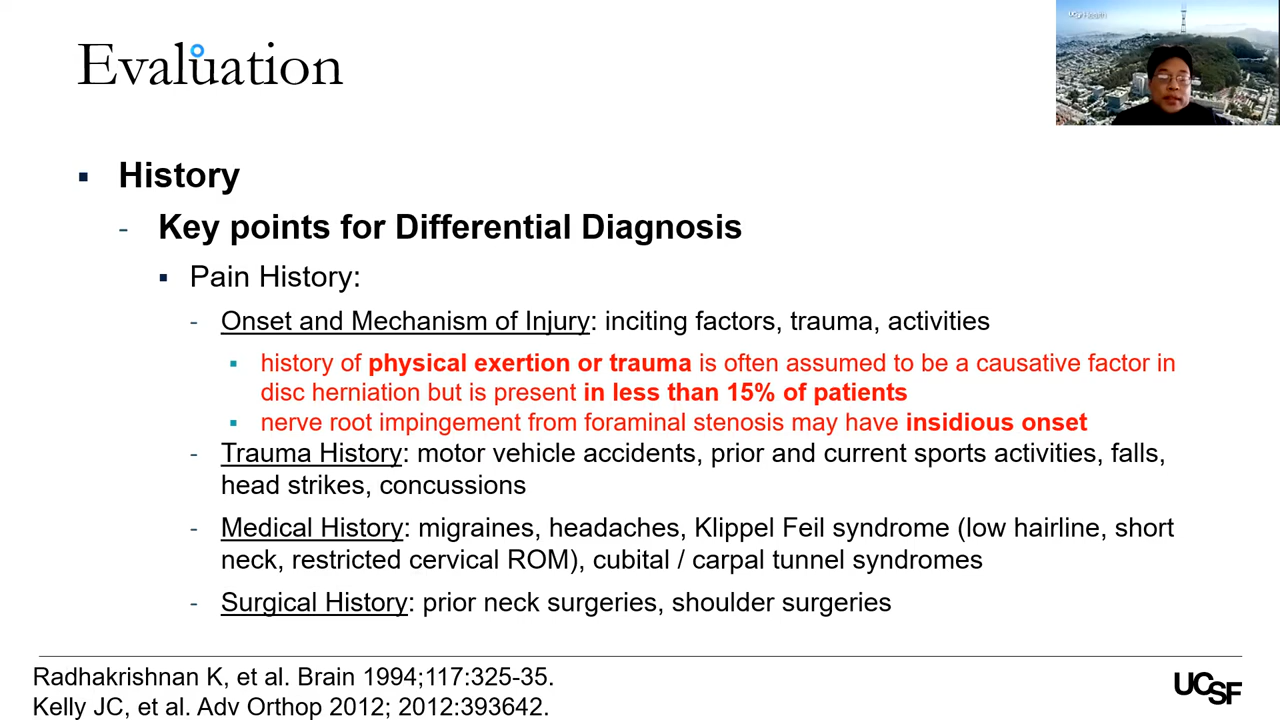 Evaluation
UCSF Health
▪ History
- Key points for Differential Diagnosis
▪ Pain History:
- Onset and Mechanism of Injury: inciting factors, trauma, activities
▪ history of physical exertion or trauma is often assumed to be a causative factor in
disc herniation but is present in less than 15% of patients
▪ nerve root impingement from foraminal stenosis may have insidious onset
- Trauma History: motor vehicle accidents, prior and current sports activities, falls,
head strikes, concussions
- Medical History: migraines, headaches, Klippel Feil syndrome (low hairline, short
neck, restricted cervical ROM), cubital / carpal tunnel syndromes
- Surgical History: prior neck surgeries, shoulder surgeries
Radhakrishnan K, et al. Brain 1994;117:325-35.
Kelly JC, et al. Adv Orthop 2012; 2012:393642.
UCSF